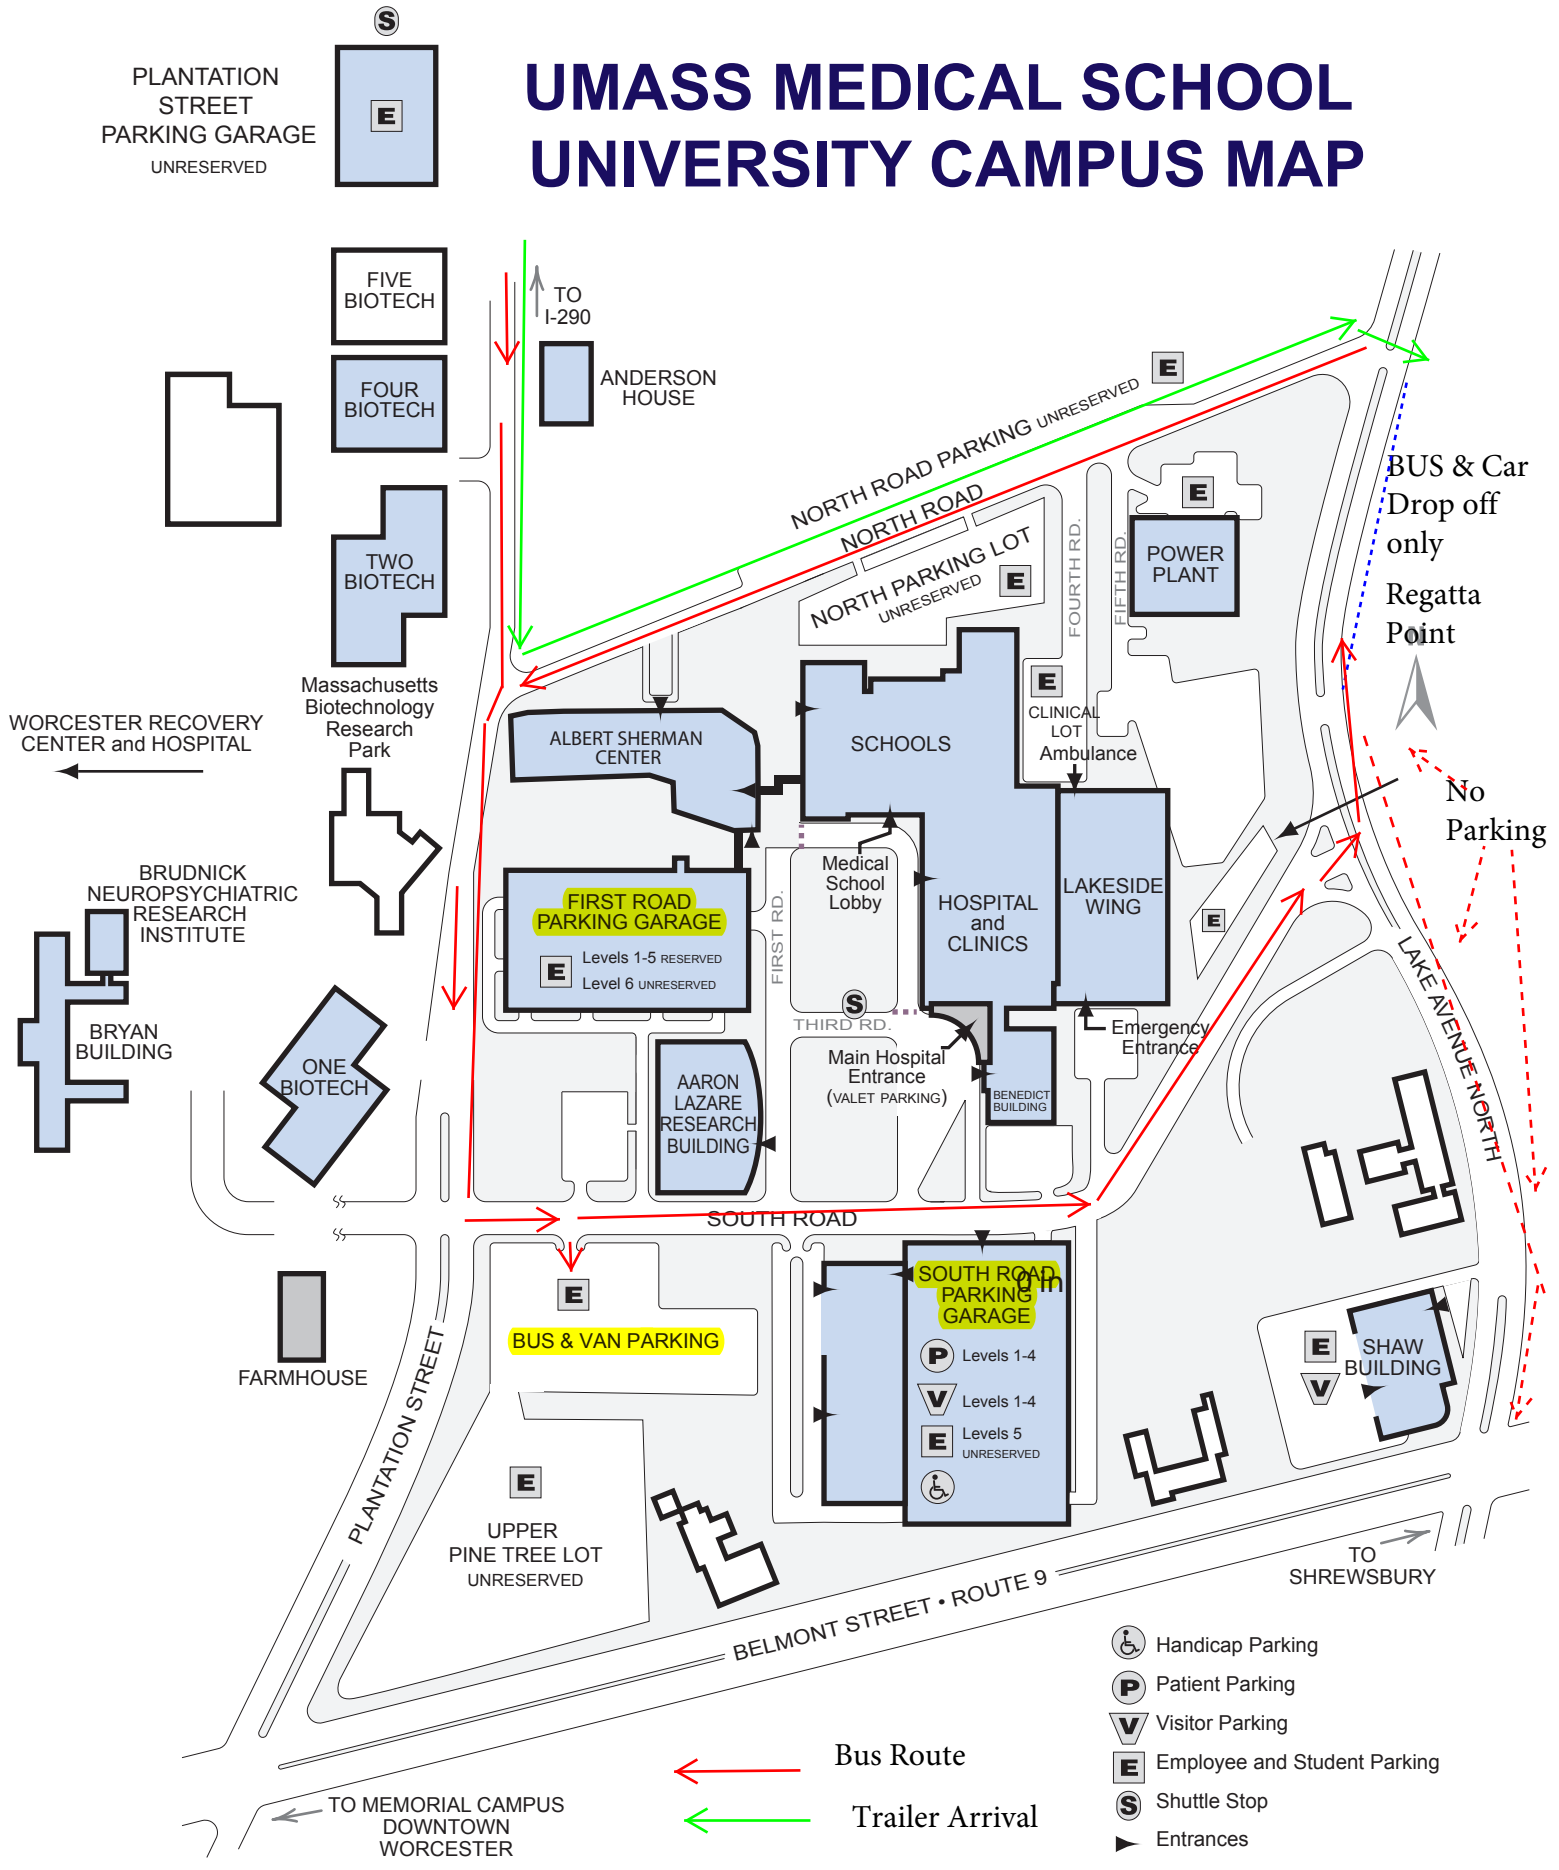 S
PLANTATION
STREET
PARKING GARAGE
UNRESERVED
E
UMASS MEDICAL SCHOOL
UNIVERSITY CAMPUS MAP
FIVE
BIOTECH
TO
I-290
FOUR
BIOTECH
ANDERSON
HOUSE
E
NORTH ROAD PARKING UNRESERVED
NORTH ROAD
NORTH PARKING LOT
UNRESERVED
E
FOURTH RD.
FIFTH RD.
E
POWER
PLANT
BUS & Car
Drop off
only
Regatta
Point
N
TWO
BIOTECH
Massachusetts
Biotechnology
Research
Park
WORCESTER RECOVERY
CENTER and HOSPITAL
ALBERT SHERMAN
CENTER
SCHOOLS
E
CLINICAL
LOT
Ambulance
No
Parking
BRUDNICK
NEUROPSYCHIATRIC
RESEARCH
INSTITUTE
FIRST ROAD
PARKING GARAGE
E
Levels 1-5 RESERVED
Level 6 UNRESERVED
FIRST RD.
Medical
School
Lobby
HOSPITAL
and
CLINICS
LAKESIDE
WING
E
LAKE AVENUE NORTH
S
THIRD RD.
BRYAN
BUILDING
ONE
BIOTECH
AARON
LAZARE
RESEARCH
BUILDING
Main Hospital
Entrance
(VALET PARKING)
Emergency
Entrance
BENEDICT
BUILDING
SOUTH ROAD
E
BUS & VAN PARKING
FARMHOUSE
SOUTH ROAD
PARKING
GARAGE
0 in
P Levels 1-4
V Levels 1-4
E Levels 5
UNRESERVED
E
V
SHAW
BUILDING
PLANTATION STREET
E
UPPER
PINE TREE LOT
UNRESERVED
BELMONT STREET • ROUTE 9
TO
SHREWSBURY
Handicap Parking
P Patient Parking
V Visitor Parking
E Employee and Student Parking
S Shuttle Stop
Entrances
Bus Route
Trailer Arrival
TO MEMORIAL CAMPUS
DOWNTOWN
WORCESTER